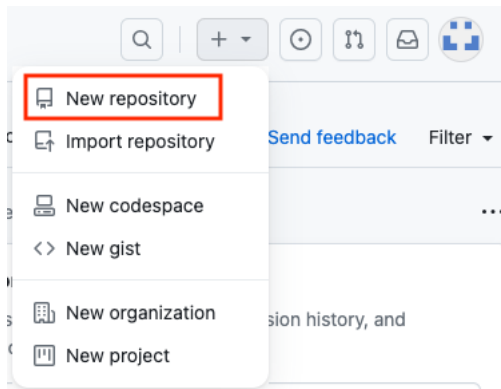 New repository
Import repository
Send feedback
Filter
New codespace
New gist
New organization
sion history, and
New project